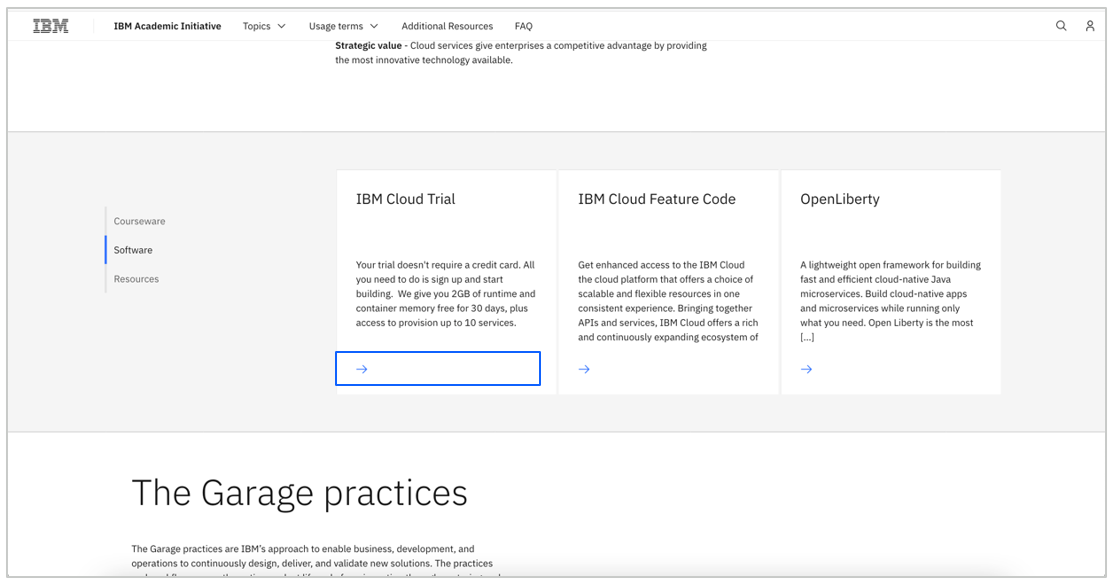 IBM IBM Academic Initiative Topics Usage terms Additional Resources FAQ
Strategic value - Cloud services give enterprises a competitive advantage by providing
the most innovative technology available.
Courseware
Software
Resources
IBM Cloud Trial
Your trial doesn't require a credit card. All
you need to do is sign up and start
building. We give you 2GB of runtime and
container memory free for 30 days, plus
access to provision up to 10 services.
IBM Cloud Feature Code
Get enhanced access to the IBM Cloud
the cloud platform that offers a choice of
scalable and flexible resources in one
consistent experience. Bringing together
APIs and services, IBM Cloud offers a rich
and continuously expanding ecosystem of
OpenLiberty
A lightweight open framework for building
fast and efficient cloud-native Java
microservices. Build cloud-native apps
and microservices while running only
what you need. Open Liberty is the most
[...]
The Garage practices
The Garage practices are IBM's approach to enable business, development, and
operations to continuously design, deliver, and validate new solutions. The practices